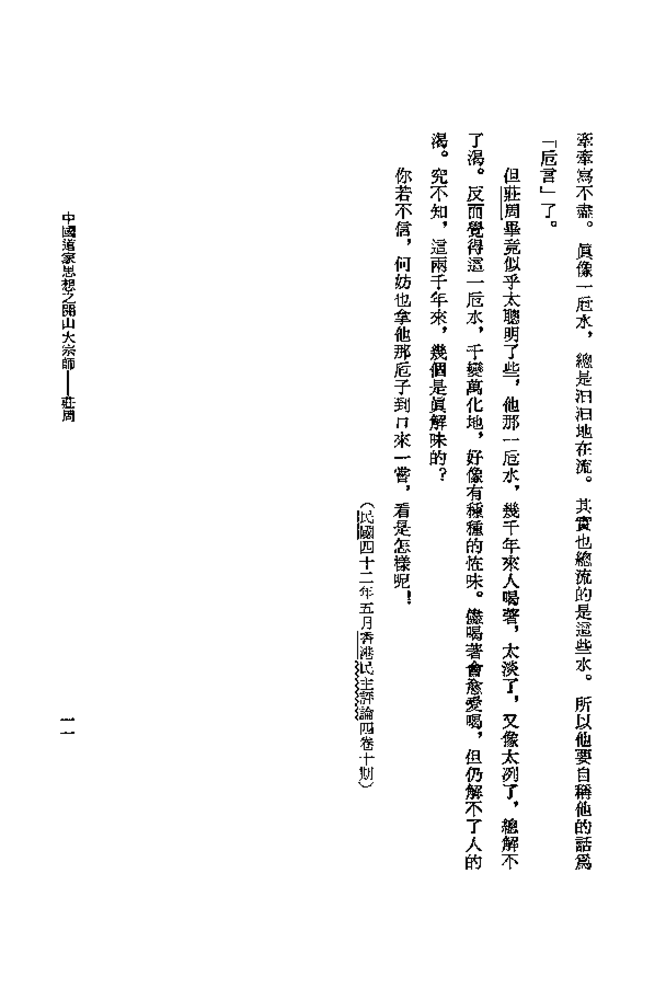 牽牽寫不盡。眞像一卮水，總是汩汩地在流。其實也總流的是這些水。所以他要自稱他的話爲
「卮言」了。
但莊周畢竟似乎太聰明了些，他那一卮水，幾千年來人喝著，太淡了，又像太冽了，總解不
了渴。反而覺得這一卮水，千變萬化地，好像有種種的怪味。儘喝著會愈愛喝，但仍解不了人的
渴。究不知，這兩千年來，幾個是眞解味的？
你若不信，何妨也拿他那卮子到口來一嘗，看是怎樣呢！
（民國四十二年五月香港民主評論四卷十期）
中國道家思想之開山大宗師——莊周
一一